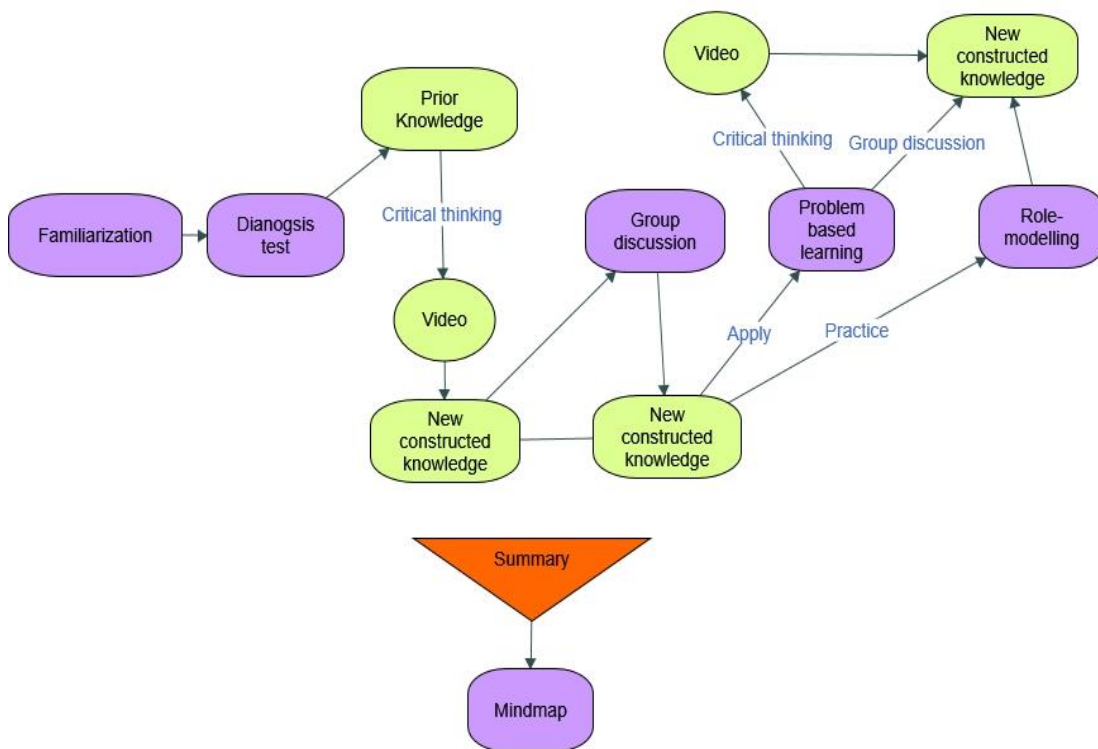 Video
New
constructed
knowledge
Prior
Knowledge
Critical thinking
Group discussion
Critical thinking
Familiarization
Dianogsis
test
Group
discussion
Problem
based
learning
Role-
modelling
Video
Apply
Practice
New
constructed
knowledge
New
constructed
knowledge
Summary
Mindmap